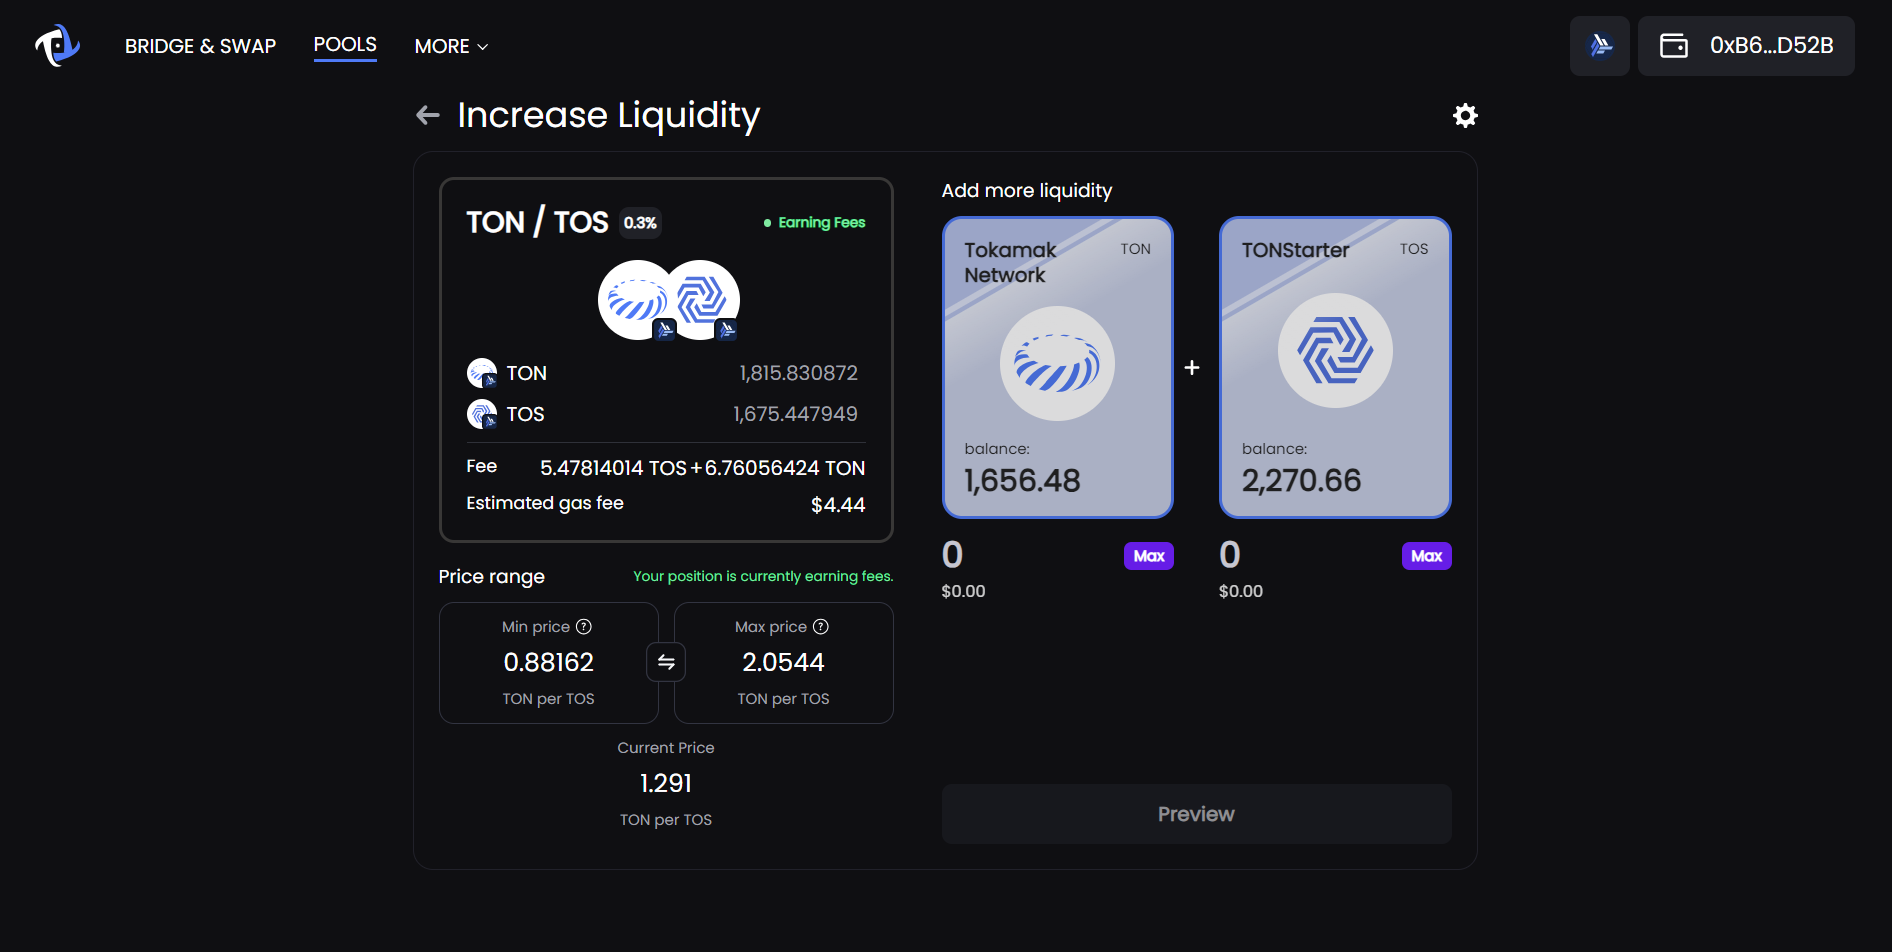 BRIDGE & SWAP POOLS MORE 0xB6...D52B
Increase Liquidity
TON / TOS 0.3% Earning Fees
TON 1,815.830872
TOS 1,675.447949
Fee 5.47814014 TOS + 6.76056424 TON
Estimated gas fee $4.44
Price range Your position is currently earning fees.
Min price ?
0.88162
TON per TOS
Max price ?
2.0544
TON per TOS
Current Price
1.291
TON per TOS
Add more liquidity
Tokamak TON
Network
balance:
1,656.48
+
TONStarter TOS
balance:
2,270.66
0 Max
$0.00
0 Max
$0.00
Preview